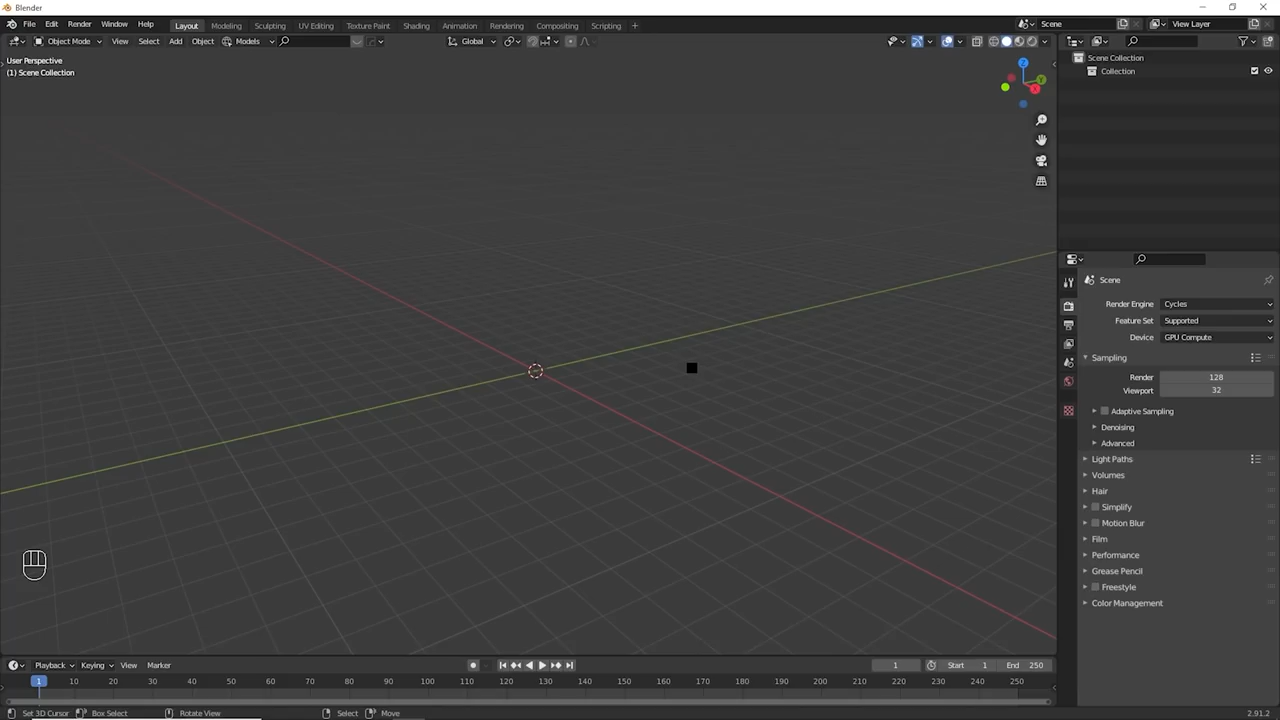 Blender
File Edit Render Window Help
Layout Modeling Sculpting UV Editing Texture Paint Shading Animation Rendering Compositing Scripting +
Scene
View Layer
Object Mode View Select Add Object Models
Global
User Perspective
(1) Scene Collection
Z
Y
X
Scene Collection
Collection
Scene
Render Engine Cycles
Feature Set Supported
Device GPU Compute
Sampling
Render 128
Viewport 32
Adaptive Sampling
Denoising
Advanced
Light Paths
Volumes
Hair
Simplify
Motion Blur
Film
Performance
Grease Pencil
Freestyle
Color Management
Playback Keying View Marker
1 Start 1 End 250
1 10 20 30 40 50 60 70 80 90 100 110 120 130 140 150 160 170 180 190 200 210 220 230 240 250
Set 3D Cursor Box Select Rotate View Select Move 2.91.2